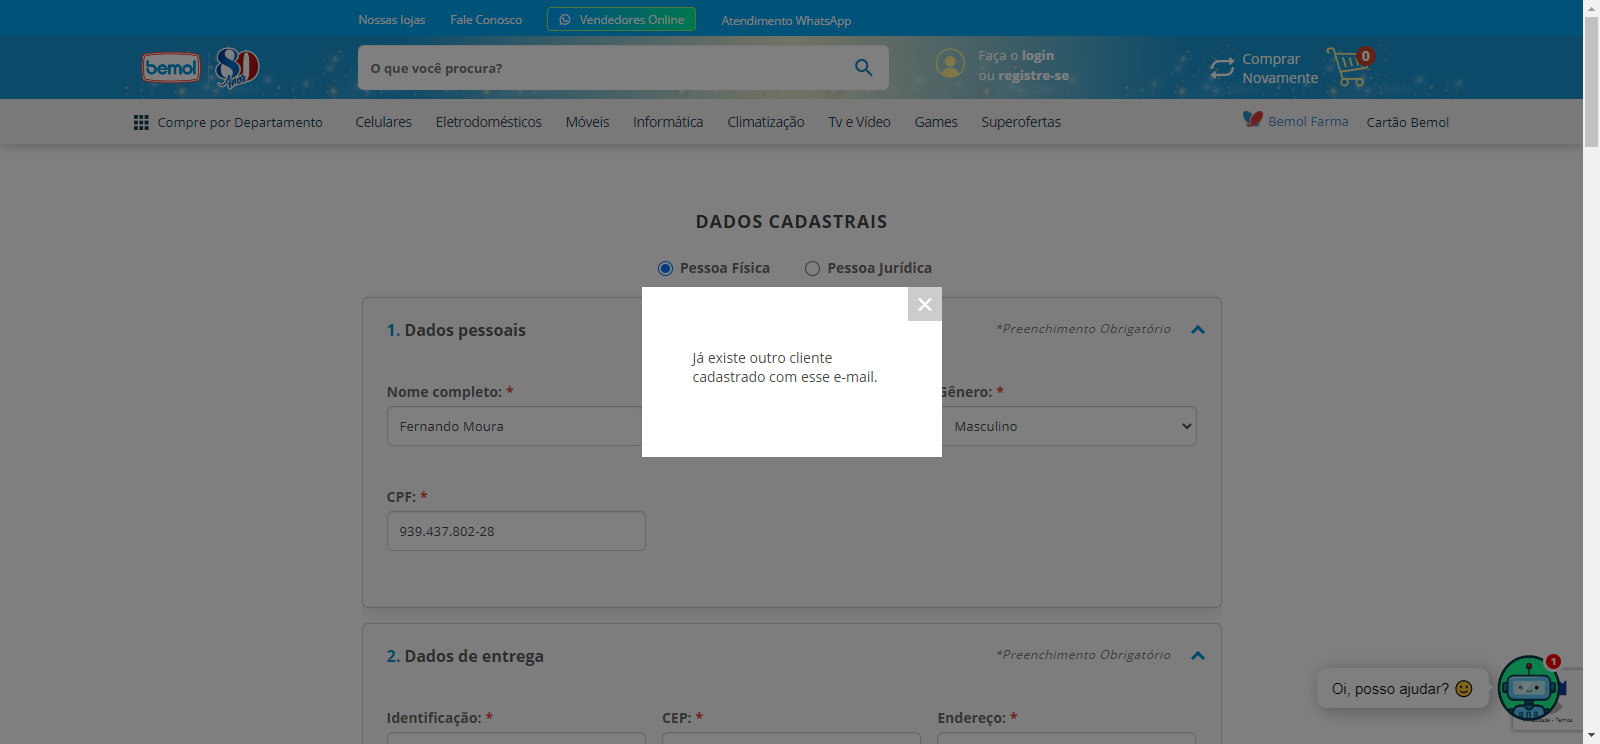 Nossas lojas
Fale Conosco
Vendedores Online
Atendimento WhatsApp
bemol
80
Anos
O que você procura?
Faça o login
ou registre-se
Comprar
Novamente
0
Compre por Departamento
Celulares
Eletrodomésticos
Móveis
Informática
Climatização
Tv e Vídeo
Games
Superofertas
Bemol Farma
Cartão Bemol
DADOS CADASTRAIS
Pessoa Física
Pessoa Jurídica
1. Dados pessoais
*Preenchimento Obrigatório
Já existe outro cliente
cadastrado com esse e-mail.
Nome completo: *
Gênero: *
Fernando Moura
Masculino
CPF: *
939.437.802-28
2. Dados de entrega
*Preenchimento Obrigatório
Oi, posso ajudar?
1
Identificação: *
CEP: *
Endereço: *
Termos